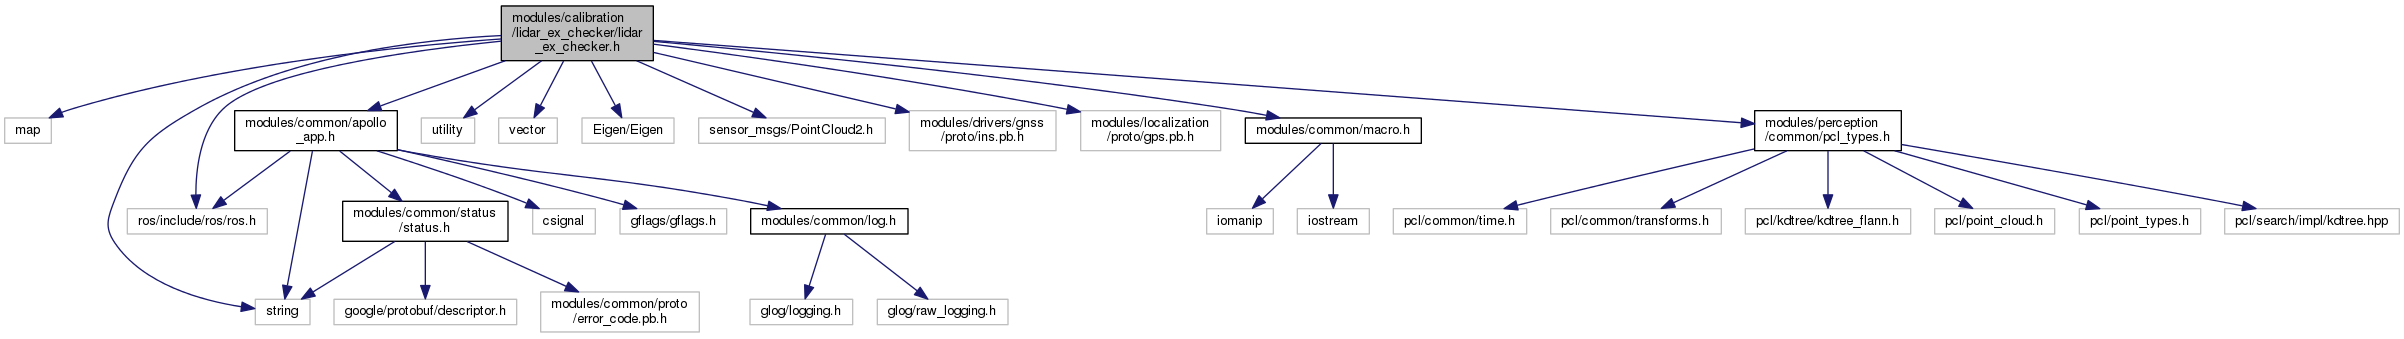 modules/calibration
/lidar_ex_checker/lidar
_ex_checker.h
map
modules/common/apollo
_app.h
utility
vector
Eigen/Eigen
sensor_msgs/PointCloud2.h
modules/drivers/gnss
/proto/ins.pb.h
modules/localization
/proto/gps.pb.h
modules/common/macro.h
modules/perception
/common/pcl_types.h
ros/include/ros/ros.h
modules/common/status
/status.h
csignal
gflags/gflags.h
modules/common/log.h
iomanip
iostream
pcl/common/time.h
pcl/common/transforms.h
pcl/kdtree/kdtree_flann.h
pcl/point_cloud.h
pcl/point_types.h
pcl/search/impl/kdtree.hpp
string
google/protobuf/descriptor.h
modules/common/proto
/error_code.pb.h
glog/logging.h
glog/raw_logging.h